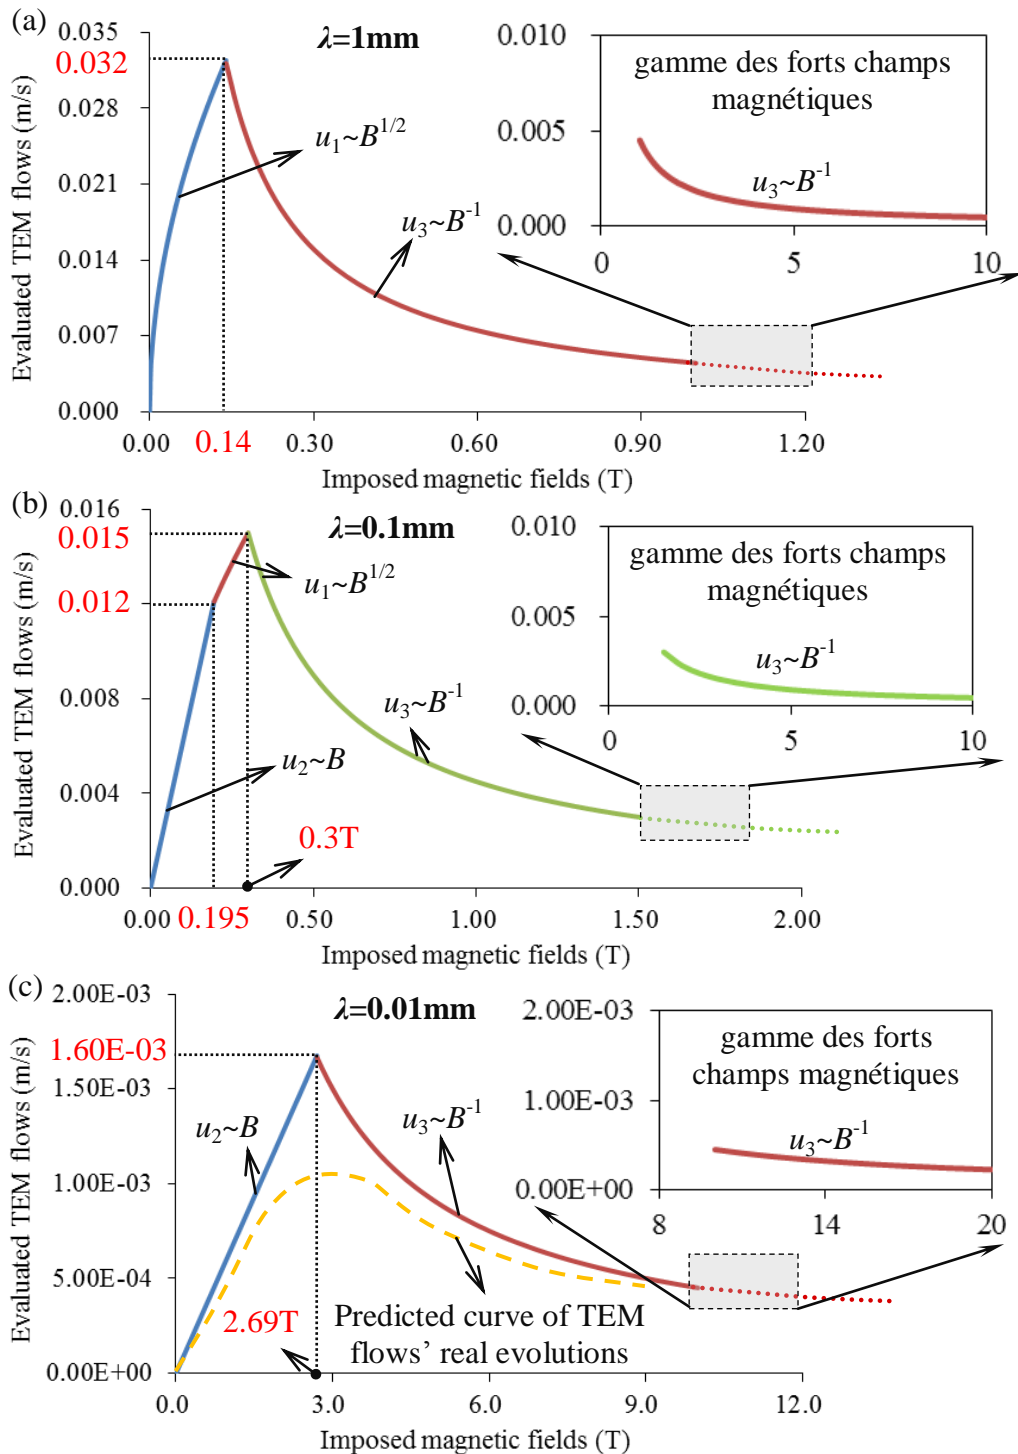 (a)
λ=1mm
Evaluated TEM flows (m/s)
0.035
0.032
0.028
0.021
0.014
0.007
0.000
u1~B^1/2
u3~B^-1
0.00
0.14
0.30
0.60
0.90
1.20
Imposed magnetic fields (T)
0.010
0.005
0.000
gamme des forts champs
magnétiques
u3~B^-1
0
5
10
(b)
λ=0.1mm
Evaluated TEM flows (m/s)
0.016
0.015
0.012
0.008
0.004
0.000
u1~B^1/2
u3~B^-1
u2~B
0.3T
0.00
0.195
0.50
1.00
1.50
2.00
Imposed magnetic fields (T)
0.010
0.005
0.000
gamme des forts champs
magnétiques
u3~B^-1
0
5
10
(c)
λ=0.01mm
Evaluated TEM flows (m/s)
2.00E-03
1.60E-03
1.50E-03
1.00E-03
5.00E-04
0.00E+00
u2~B
u3~B^-1
2.69T
Predicted curve of TEM
flows’ real evolutions
0.0
3.0
6.0
9.0
12.0
Imposed magnetic fields (T)
2.00E-03
1.00E-03
0.00E+00
gamme des forts
champs magnétiques
u3~B^-1
8
14
20